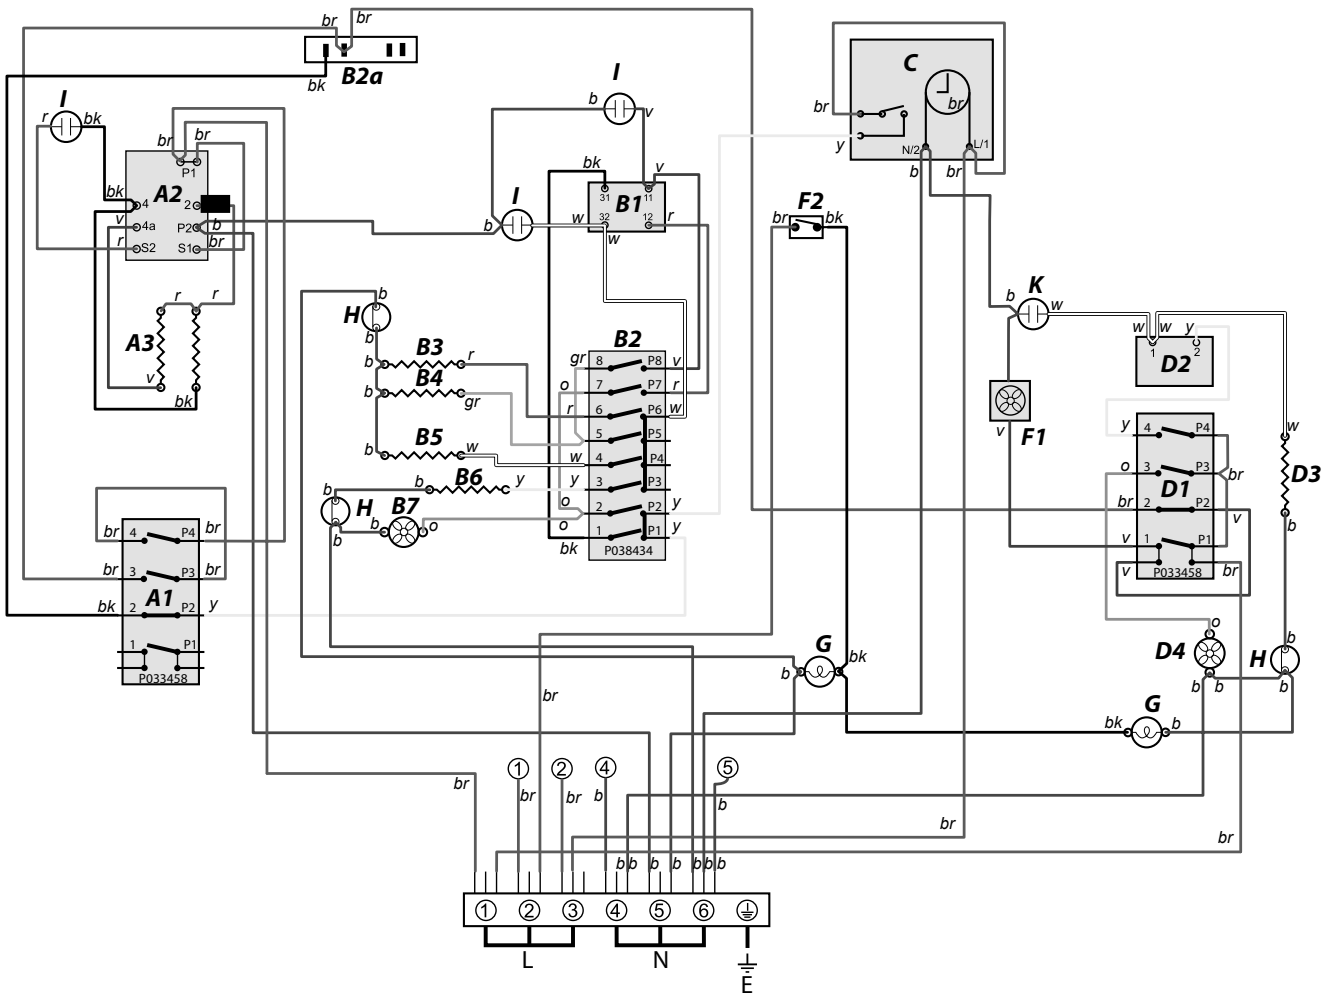 br
br
B2a
bk
I
r
bk
br
br
P1
bk
4
A2
2
v
4a
P2
b
r
S2
S1
br
r
r
A3
v
bk
b
I
v
I
b
w
bk
v
31
11
B1
32
12
r
w
br
C
br
y
N/2
L/1
b
br
F2
br
bk
b
H
b
b
B3
r
b
B4
gr
b
B5
w
b
B6
y
b
H
B7
b
b
o
B2
gr
8
P8
v
o
7
P7
r
r
6
P6
w
5
P5
w
4
P4
y
3
P3
o
2
P2
y
o
1
P1
y
bk
P038434
K
b
w
w
w
y
1
2
D2
F1
v
y
4
P4
o
3
P3
br
D1
br
2
P2
v
v
1
P1
v
br
P033458
w
D3
b
br
4
P4
br
br
3
P3
br
A1
bk
2
P2
y
1
P1
P033458
G
b
bk
o
D4
b
b
b
H
b
G
bk
b
br
br
1
2
4
5
br
br
b
b
br
br
b
b
b
b
b
b
b
1
2
3
4
5
6
L
N
E